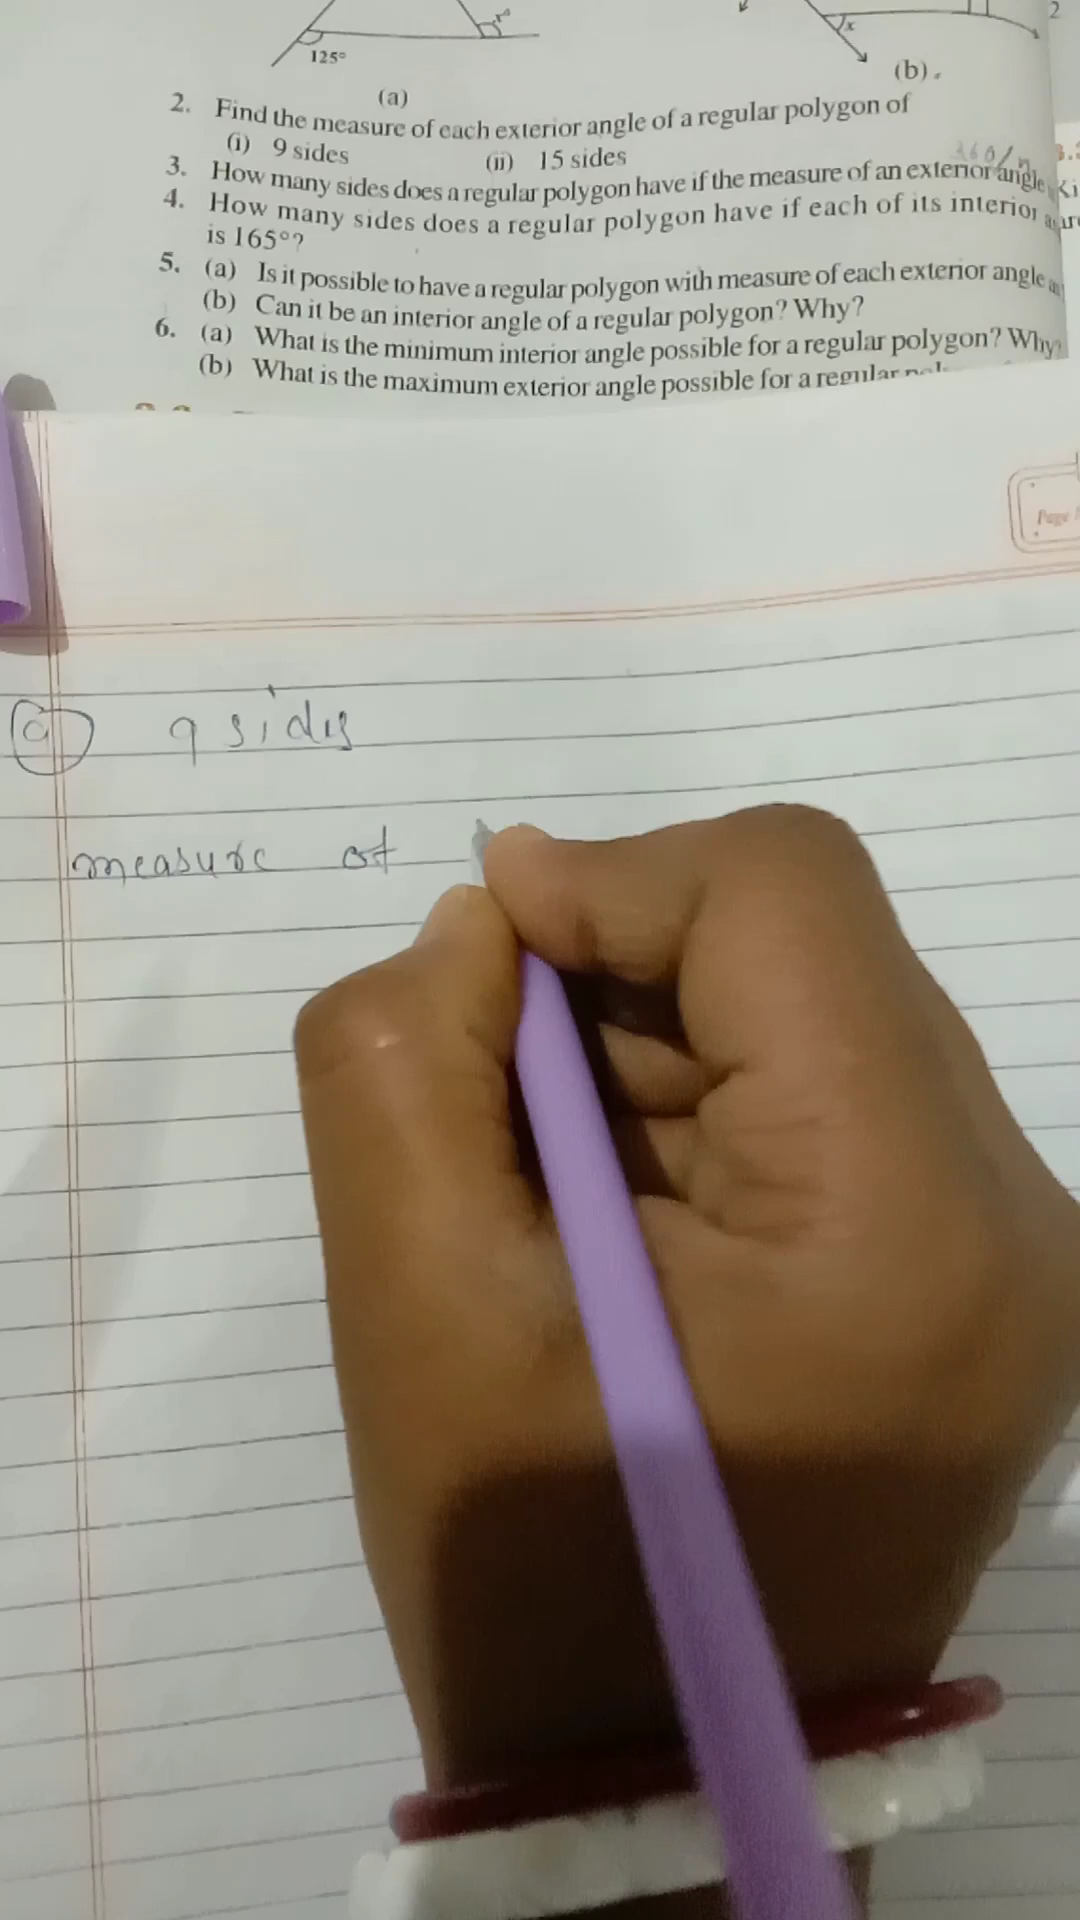 125°
x°
x
2
(a)
(b)
2. Find the measure of each exterior angle of a regular polygon of
(i) 9 sides (ii) 15 sides
360/n
3. How many sides does a regular polygon have if the measure of an exterior angle
4. How many sides does a regular polygon have if each of its interior
is 165°?
5. (a) Is it possible to have a regular polygon with measure of each exterior angle
(b) Can it be an interior angle of a regular polygon? Why?
6. (a) What is the minimum interior angle possible for a regular polygon? Why?
(b) What is the maximum exterior angle possible for a regular
Page
a 9 sides
measure of